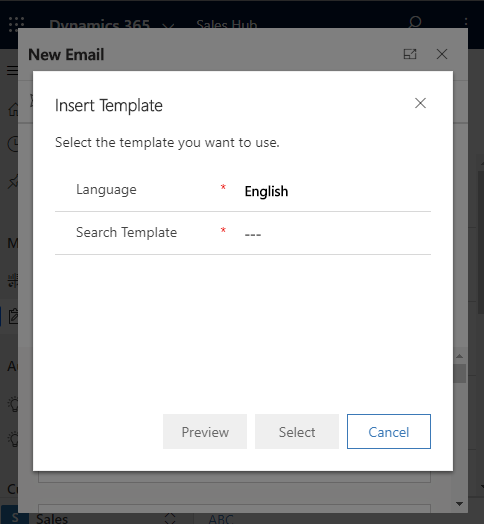 Dynamics 365 Sales Hub
New Email
Insert Template
Select the template you want to use.
Language * English
Search Template * ---
Preview Select Cancel
Sales ABC